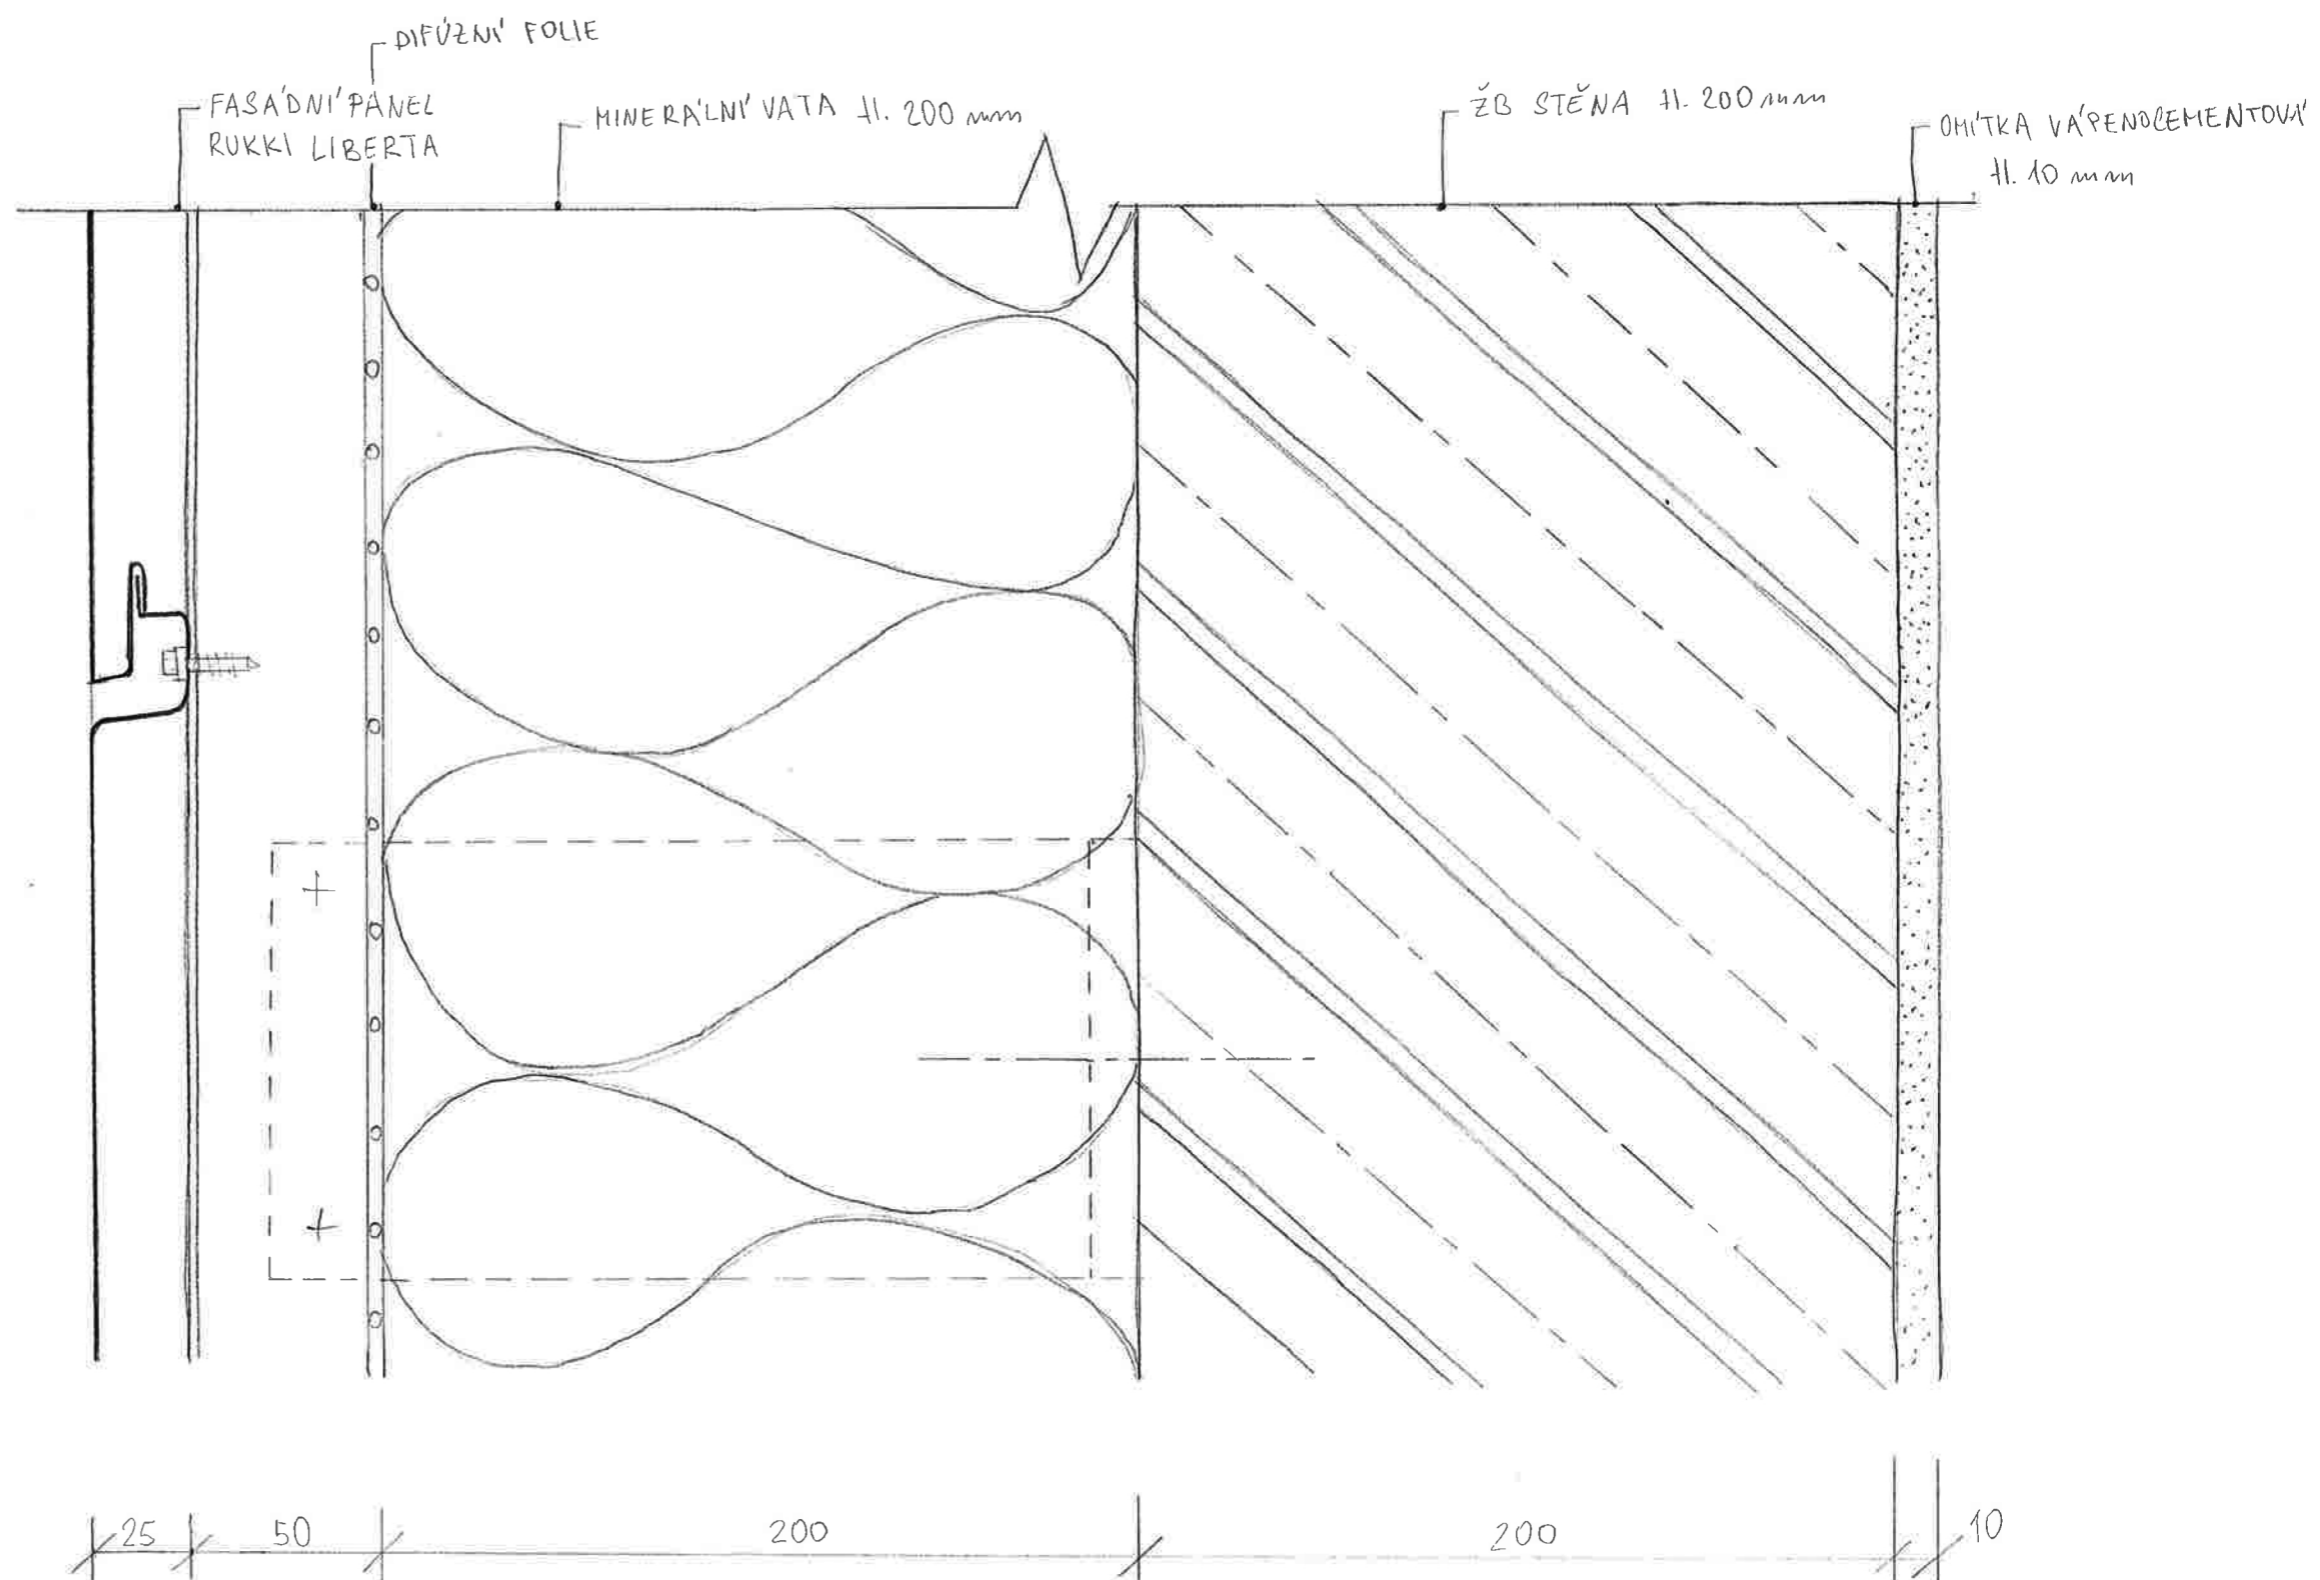 DIFÚZNÍ FOLIE
FASÁDNÍ PANEL
RUKKI LIBERTA
MINERÁLNÍ VATA tl. 200 mm
ŽB STĚNA tl. 200 mm
OMÍTKA VÁPENOCEMENTOVÁ
tl. 10 mm
25
50
200
200
10